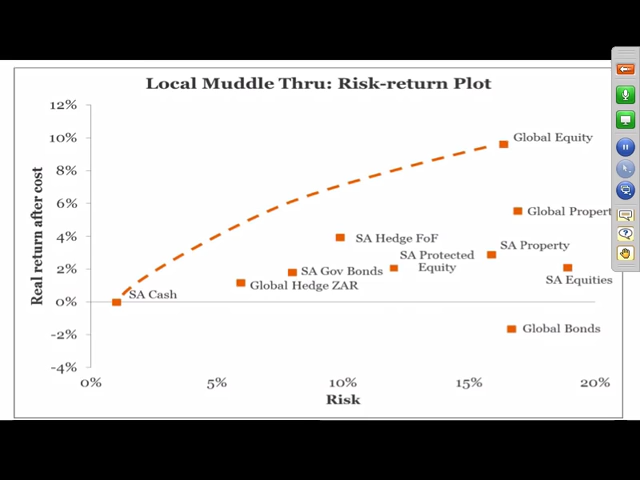 Local Muddle Thru: Risk-return Plot
12%
10%
8%
6%
4%
2%
0%
-2%
-4%
Real return after cost
Global Equity
Global Propert
SA Hedge FoF
SA Property
SA Protected
Equity
SA Gov Bonds
SA Equities
Global Hedge ZAR
SA Cash
Global Bonds
0%
5%
10%
15%
20%
Risk